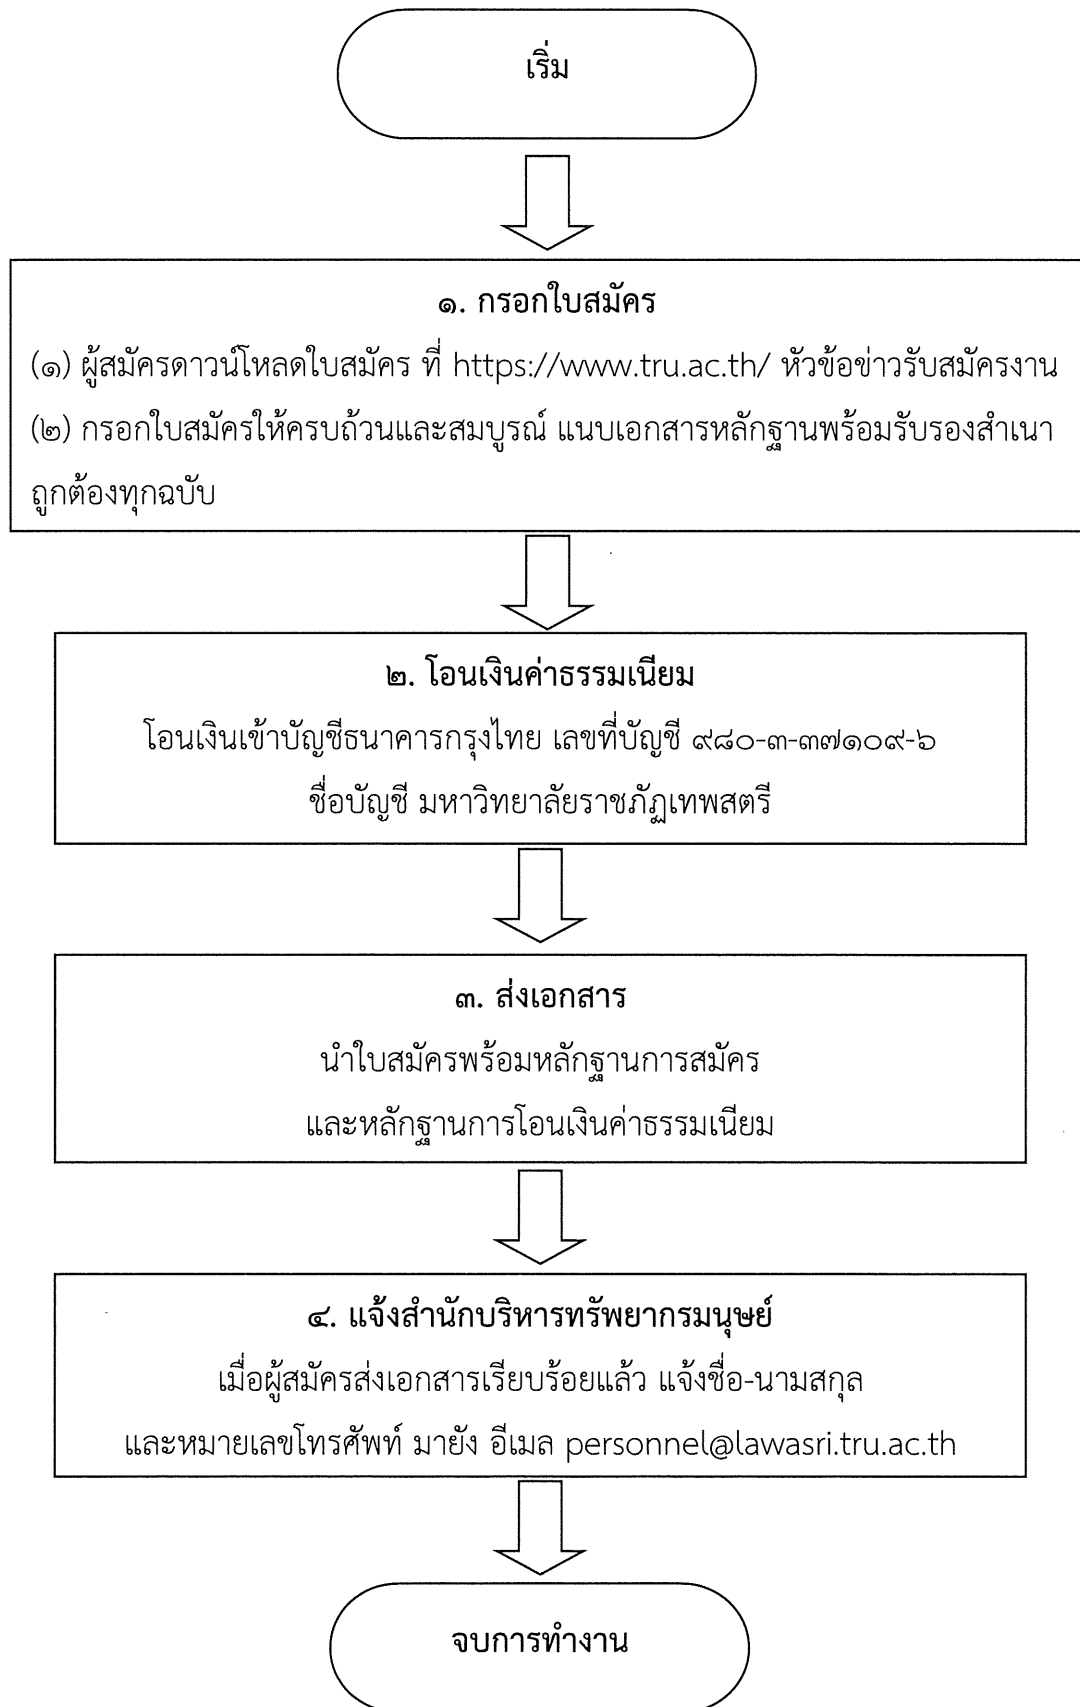 เริ่ม
๑. กรอกใบสมัคร
(๑) ผู้สมัครดาวน์โหลดใบสมัคร ที่ https://www.tru.ac.th/ หัวข้อข่าวรับสมัครงาน
(๒) กรอกใบสมัครให้ครบถ้วนและสมบูรณ์ แนบเอกสารหลักฐานพร้อมรับรองสำเนา
ถูกต้องทุกฉบับ
๒. โอนเงินค่าธรรมเนียม
โอนเงินเข้าบัญชีธนาคารกรุงไทย เลขที่บัญชี ๙๘๐-๓-๓๗๑๐๙-๖
ชื่อบัญชี มหาวิทยาลัยราชภัฏเทพสตรี
๓. ส่งเอกสาร
นำใบสมัครพร้อมหลักฐานการสมัคร
และหลักฐานการโอนเงินค่าธรรมเนียม
๔. แจ้งสำนักบริหารทรัพยากรมนุษย์
เมื่อผู้สมัครส่งเอกสารเรียบร้อยแล้ว แจ้งชื่อ-นามสกุล
และหมายเลขโทรศัพท์ มายัง อีเมล personnel@lawasri.tru.ac.th
จบการทำงาน